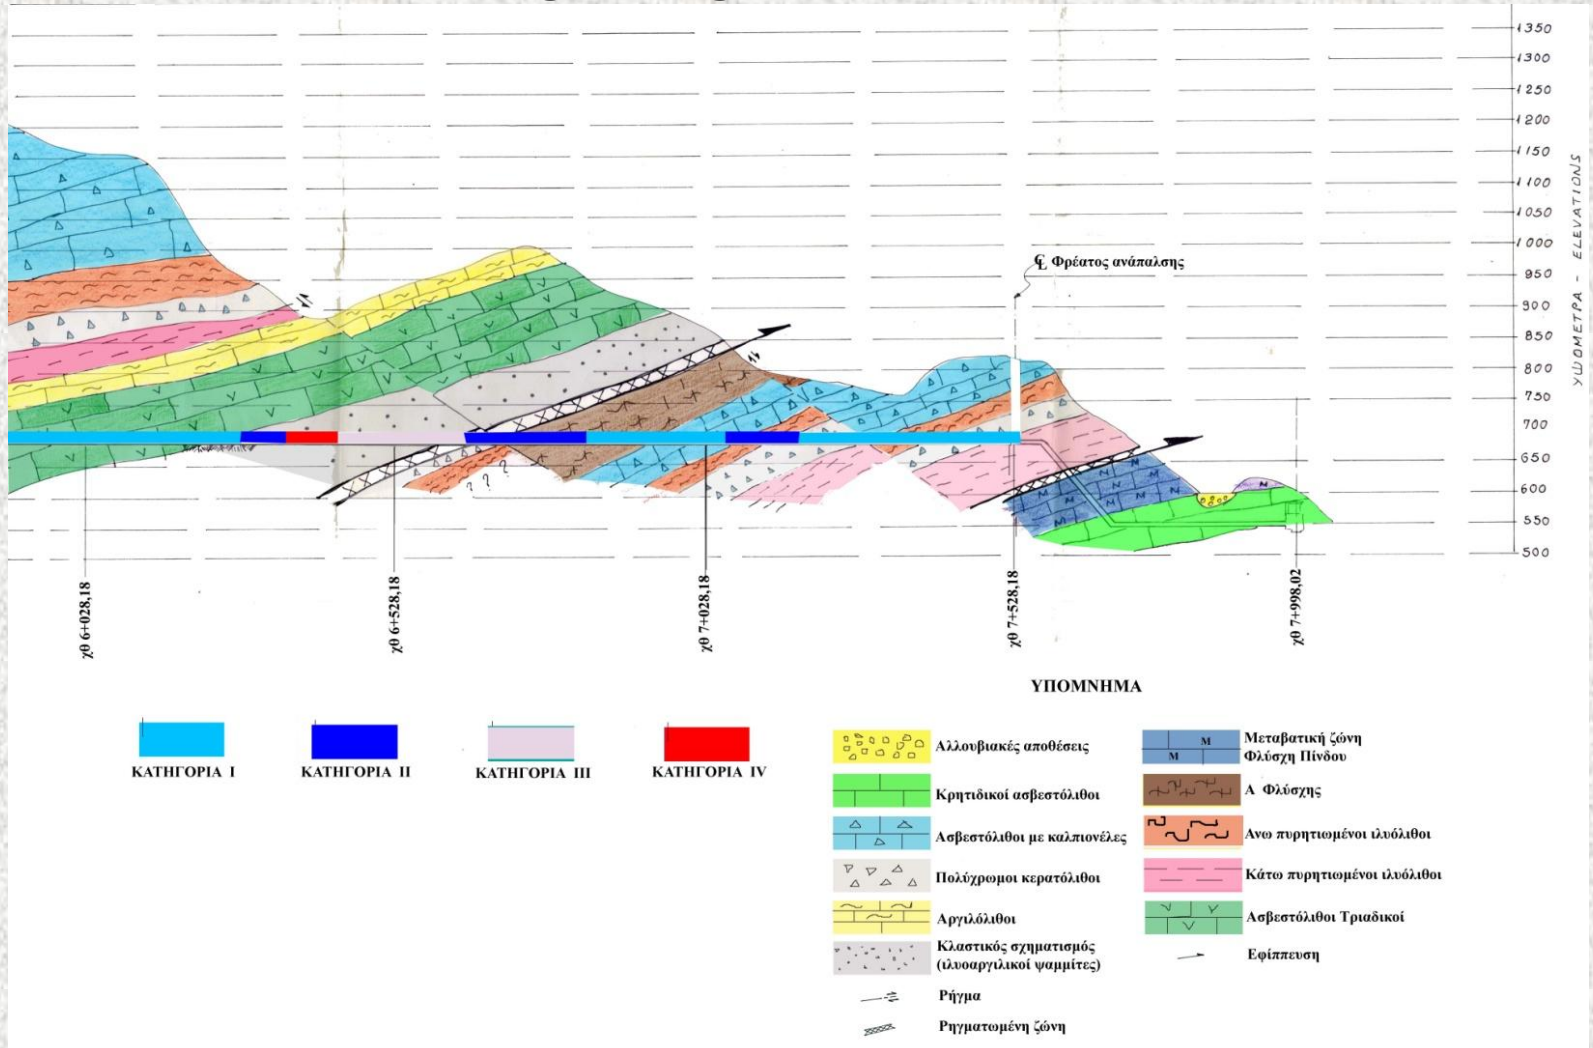 1350
1300
1250
1200
1150
1100
1050
1000
950
900
850
800
750
700
650
600
550
500
ΥΨΟΜΕΤΡΑ - ELEVATIONS
℄ Φρέατος ανάπαλσης
? ? ?
χθ 6+028,18
χθ 6+528,18
χθ 7+028,18
χθ 7+528,18
χθ 7+998,02
ΥΠΟΜΝΗΜΑ
ΚΑΤΗΓΟΡΙΑ I
ΚΑΤΗΓΟΡΙΑ II
ΚΑΤΗΓΟΡΙΑ III
ΚΑΤΗΓΟΡΙΑ IV
Αλλουβιακές αποθέσεις
Κρητιδικοί ασβεστόλιθοι
Ασβεστόλιθοι με καλπιονέλες
Πολύχρωμοι κερατόλιθοι
Αργιλόλιθοι
Κλαστικός σχηματισμός
(ιλυοαργιλικοί ψαμμίτες)
Ρήγμα
Ρηγματωμένη ζώνη
Μεταβατική ζώνη
Φλύσχη Πίνδου
Α Φλύσχης
Ανω πυρητιωμένοι ιλυόλιθοι
Κάτω πυρητιωμένοι ιλυόλιθοι
Ασβεστόλιθοι Τριαδικοί
Εφίππευση